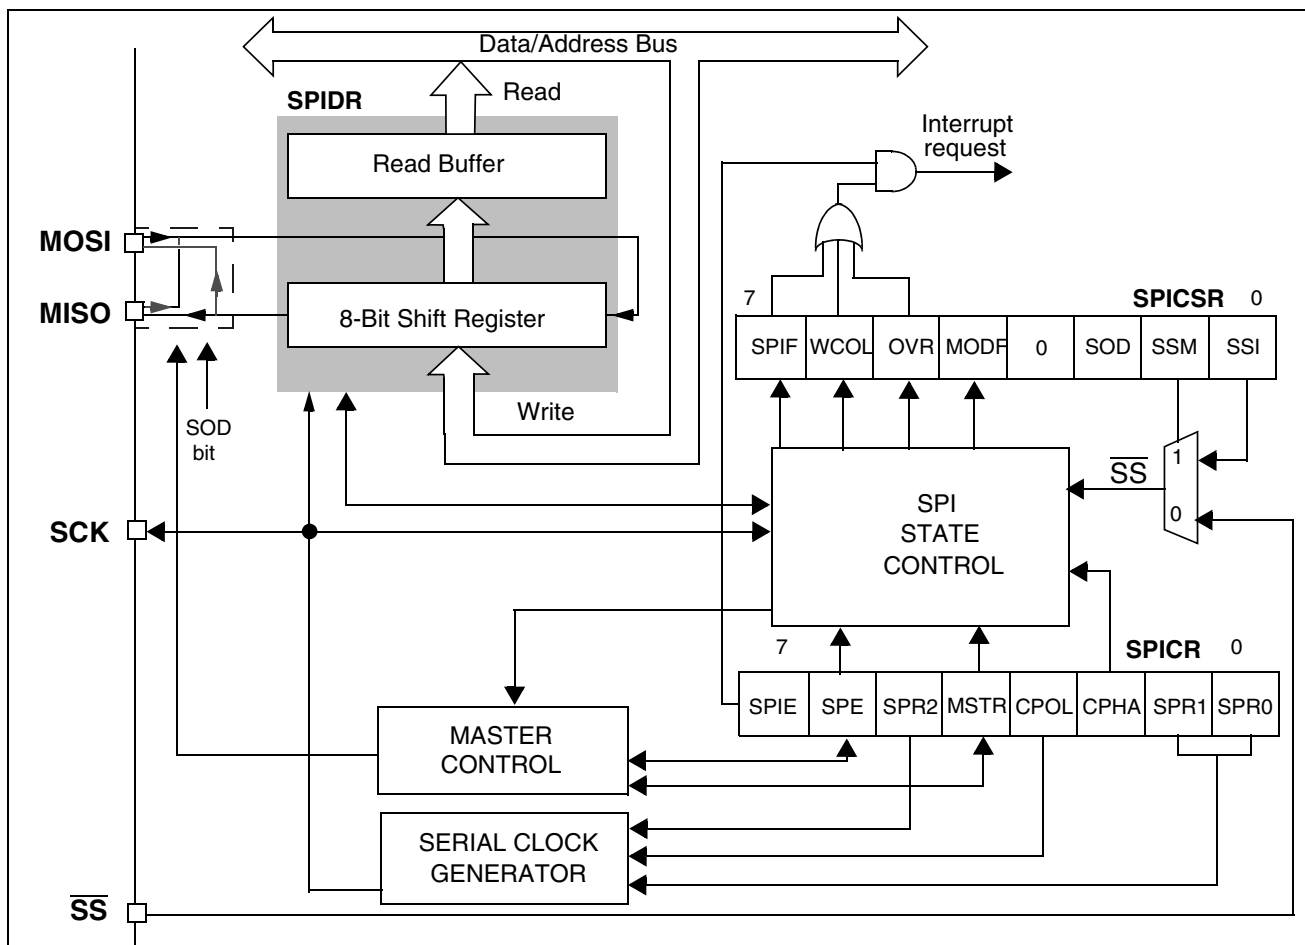 Data/Address Bus
SPIDR
Read
Read Buffer
Interrupt
request
MOSI
MISO
8-Bit Shift Register
7
SPICSR
0
SPIF
WCOL
OVR
MODF
0
SOD
SSM
SSI
Write
SOD
bit
SS
1
0
SCK
SPI
STATE
CONTROL
7
SPICR
0
SPIE
SPE
SPR2
MSTR
CPOL
CPHA
SPR1
SPR0
MASTER
CONTROL
SERIAL CLOCK
GENERATOR
SS